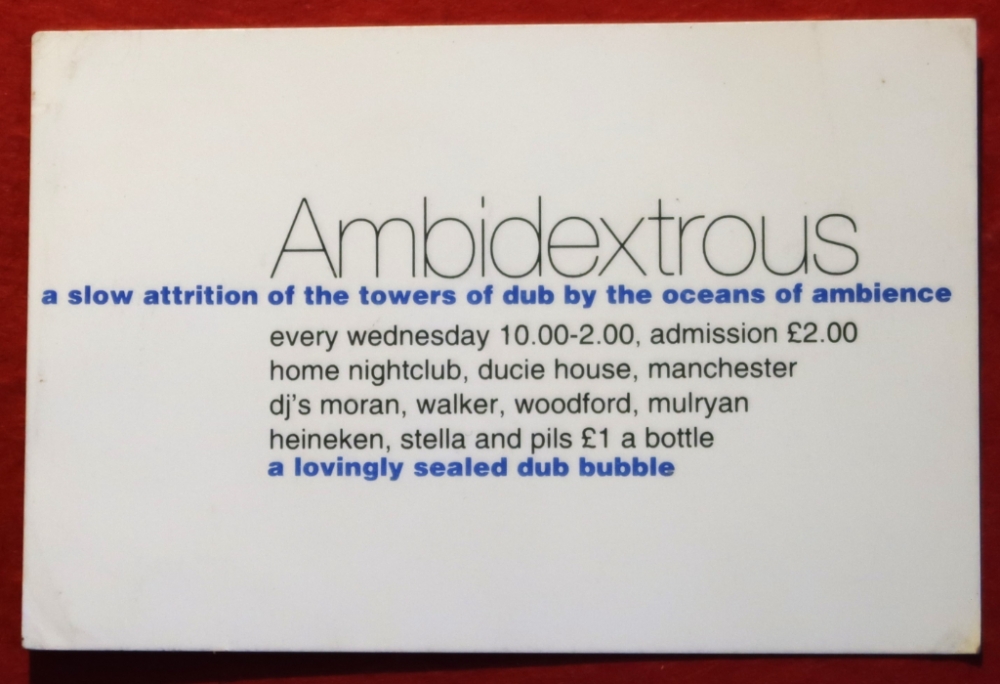 Ambidextrous
a slow attrition of the towers of dub by the oceans of ambience
every wednesday 10.00-2.00, admission £2.00
home nightclub, ducie house, manchester
dj's moran, walker, woodford, mulryan
heineken, stella and pils £1 a bottle
a lovingly sealed dub bubble